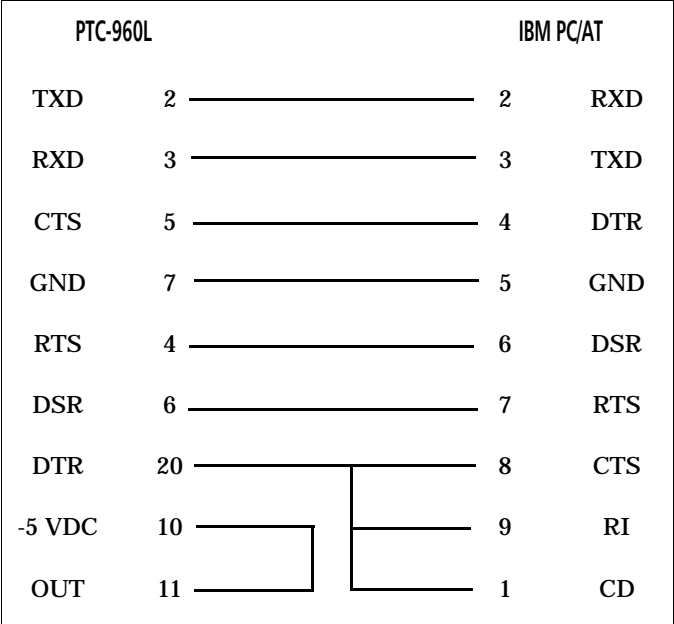 PTC-960L IBM PC/AT
TXD 2 2 RXD
RXD 3 3 TXD
CTS 5 4 DTR
GND 7 5 GND
RTS 4 6 DSR
DSR 6 7 RTS
DTR 20 8 CTS
-5 VDC 10 9 RI
OUT 11 1 CD